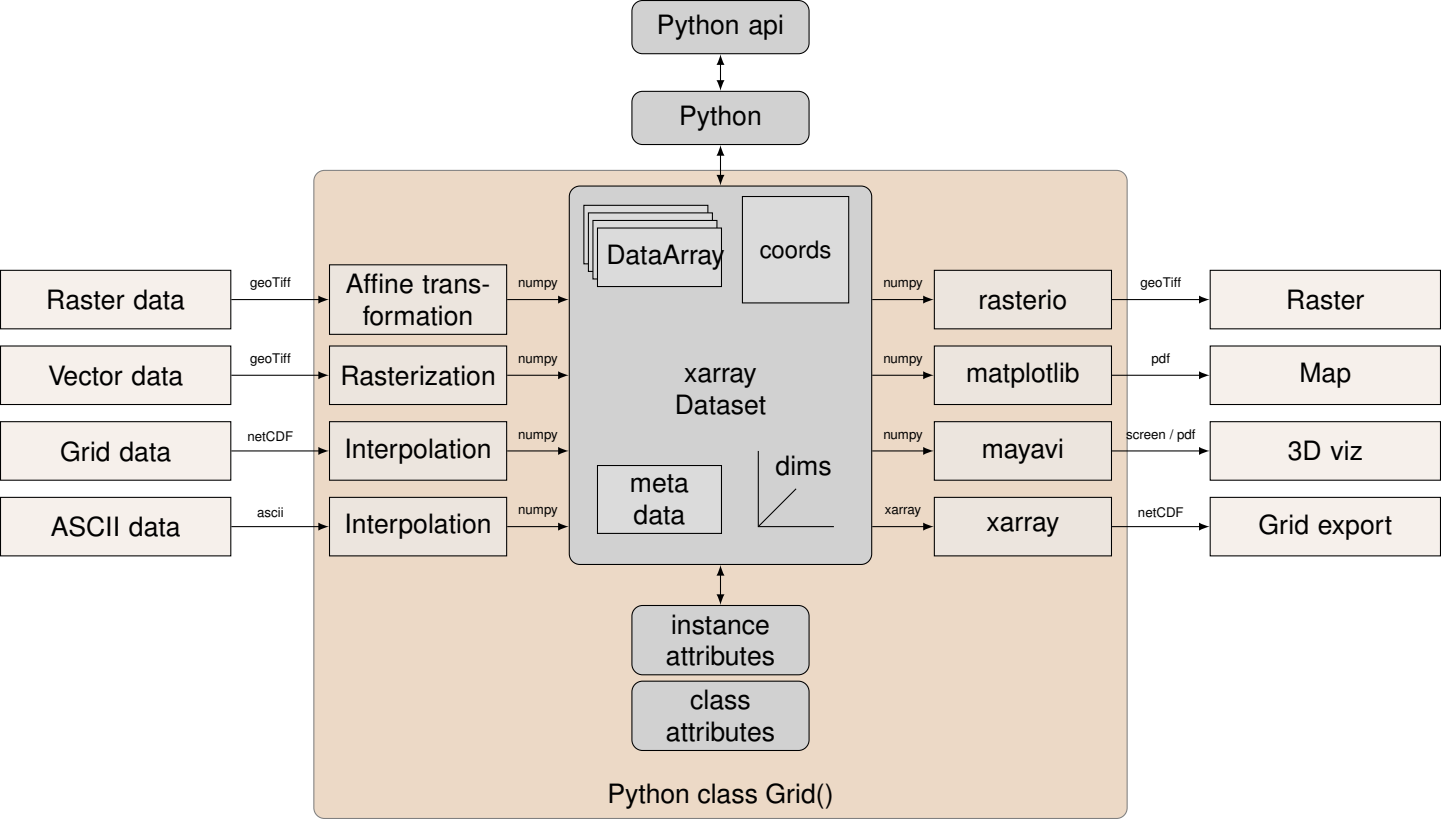 Python api
Python
DataArray
coords
Raster data
geoTiff
Affine trans-
formation
numpy
numpy
rasterio
geoTiff
Raster
Vector data
geoTiff
Rasterization
numpy
xarray
Dataset
numpy
matplotlib
pdf
Map
Grid data
netCDF
Interpolation
numpy
numpy
mayavi
screen / pdf
3D viz
meta
data
dims
ASCII data
ascii
Interpolation
numpy
xarray
xarray
netCDF
Grid export
instance
attributes
class
attributes
Python class Grid()